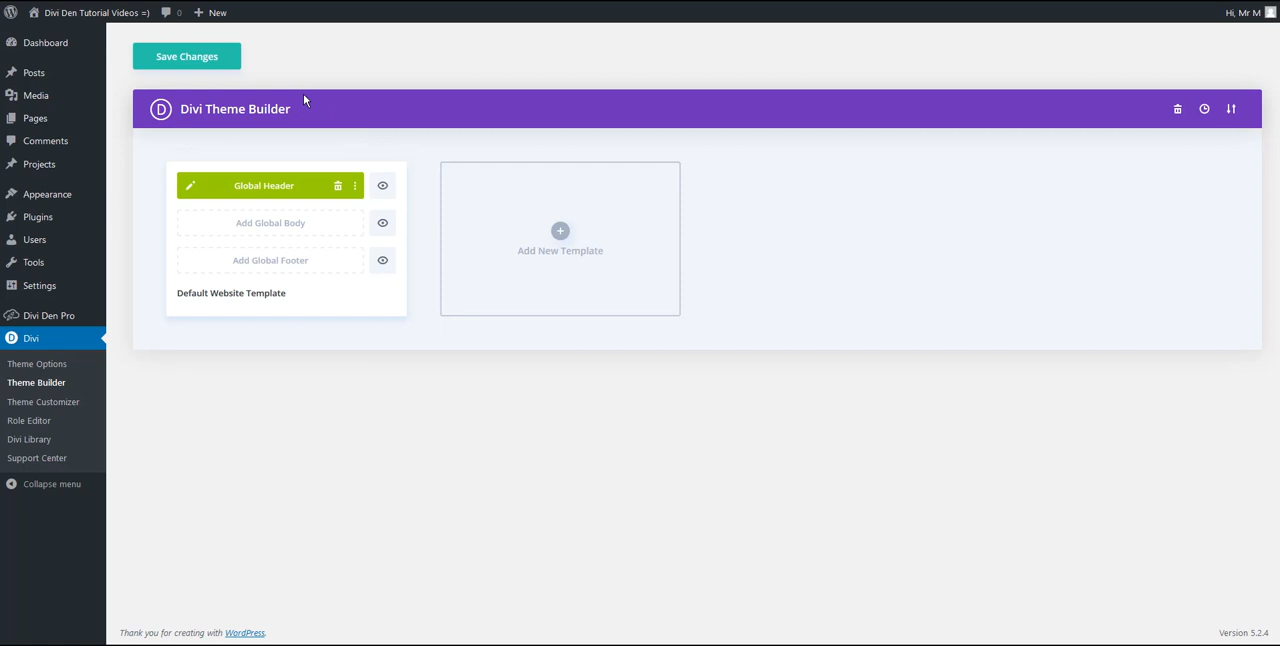 Divi Den Tutorial Videos =) 0 New Hi, Mr M
Dashboard
Posts
Media
Pages
Comments
Projects
Appearance
Plugins
Users
Tools
Settings
Divi Den Pro
Divi
Theme Options
Theme Builder
Theme Customizer
Role Editor
Divi Library
Support Center
Collapse menu
Save Changes
D Divi Theme Builder
Global Header
Add Global Body
Add Global Footer
Default Website Template
Add New Template
Thank you for creating with WordPress.
Version 5.2.4